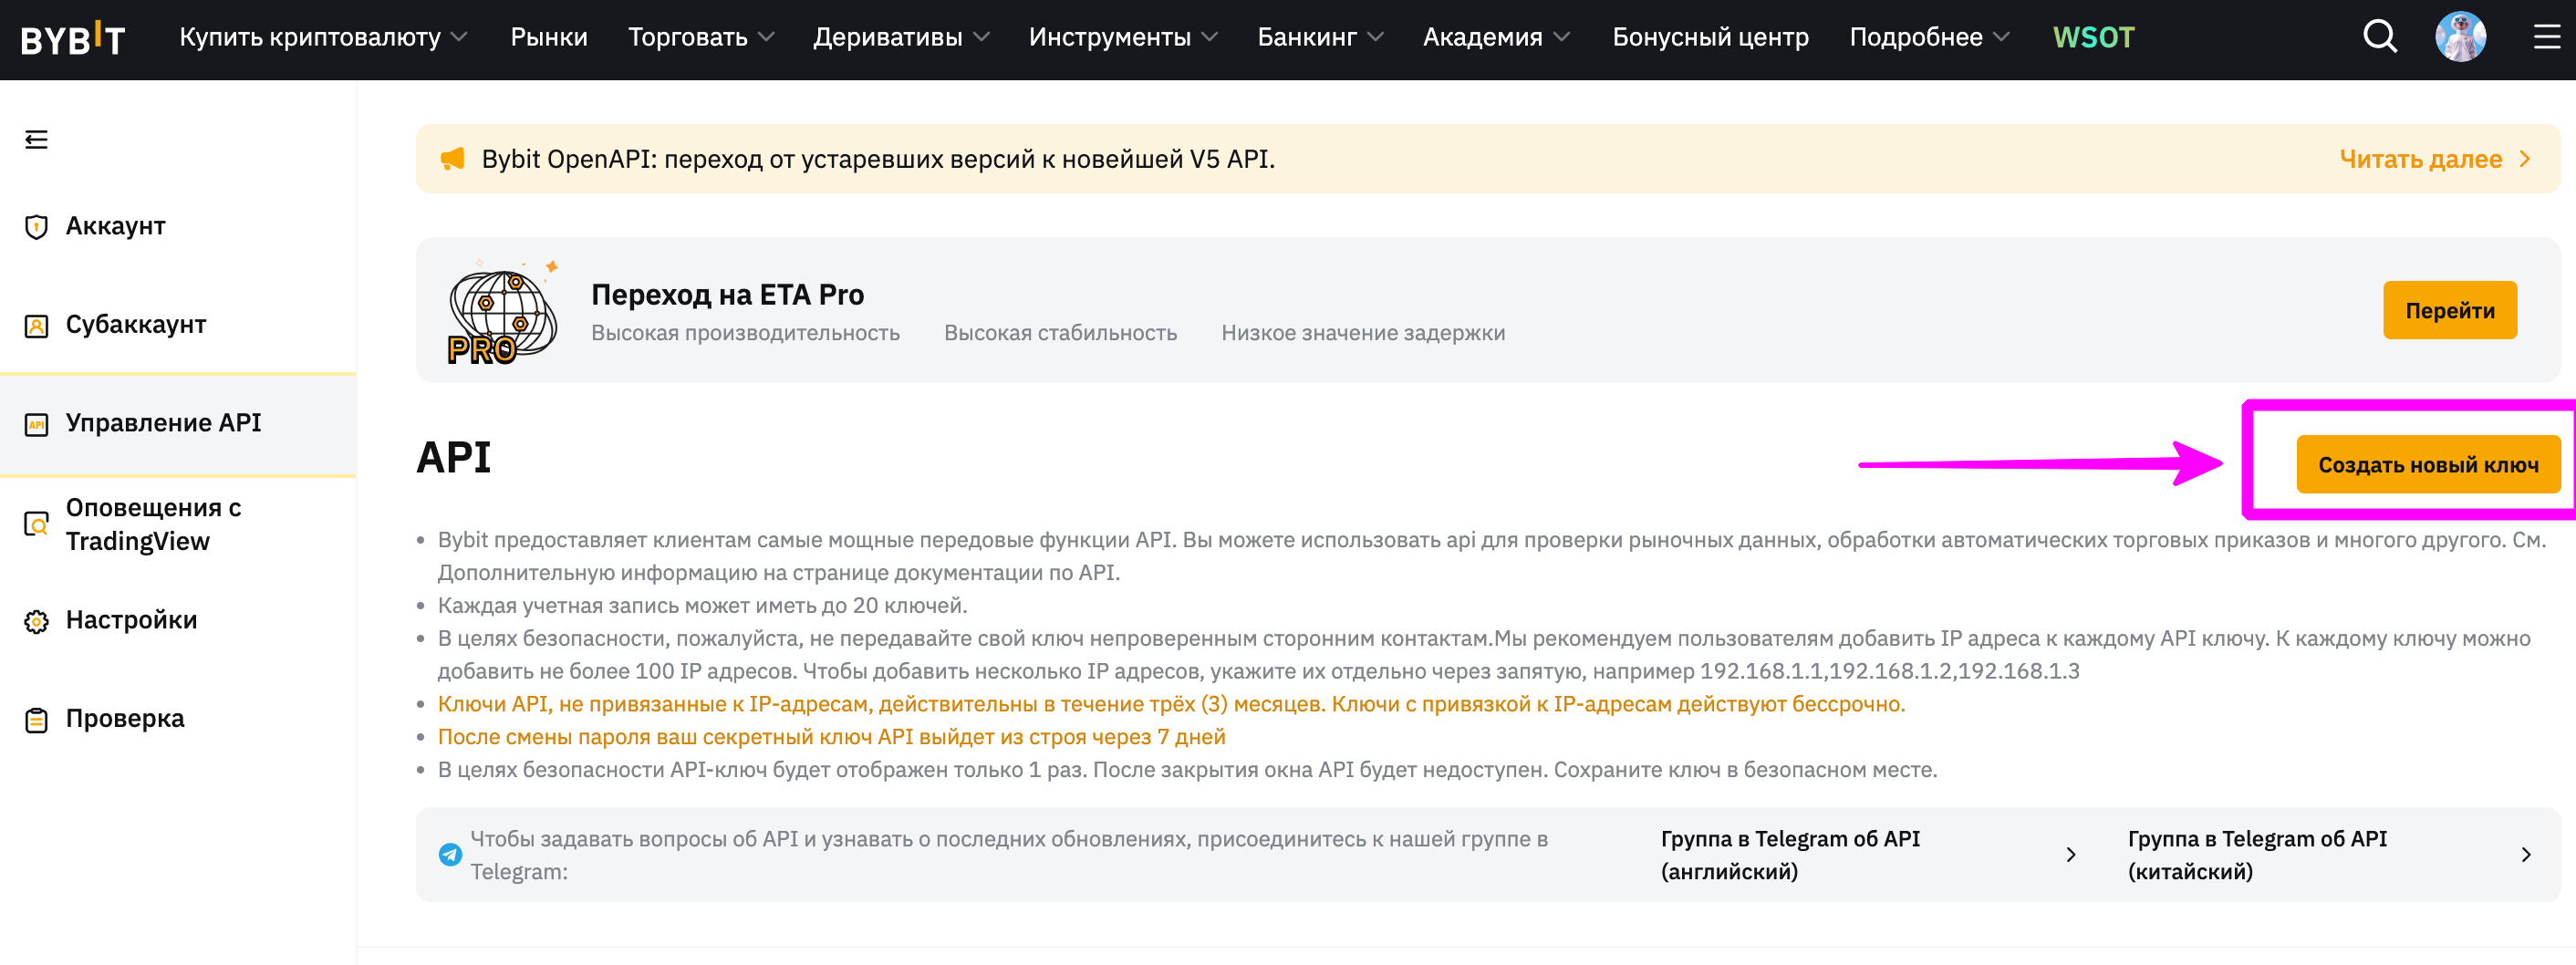 BYBIT Купить криптовалюту Рынки Торговать Деривативы Инструменты Банкинг Академия Бонусный центр Подробнее WSOT
Аккаунт
Субаккаунт
Управление API
API
Оповещения с
TradingView
Настройки
Проверка
Bybit OpenAPI: переход от устаревших версий к новейшей V5 API. Читать далее
PRO
Переход на ETA Pro
Высокая производительность Высокая стабильность Низкое значение задержки
Перейти
API
Создать новый ключ
• Bybit предоставляет клиентам самые мощные передовые функции API. Вы можете использовать api для проверки рыночных данных, обработки автоматических торговых приказов и многого другого. См.
Дополнительную информацию на странице документации по API.
• Каждая учетная запись может иметь до 20 ключей.
• В целях безопасности, пожалуйста, не передавайте свой ключ непроверенным сторонним контактам.Мы рекомендуем пользователям добавить IP адреса к каждому API ключу. К каждому ключу можно
добавить не более 100 IP адресов. Чтобы добавить несколько IP адресов, укажите их отдельно через запятую, например 192.168.1.1,192.168.1.2,192.168.1.3
• Ключи API, не привязанные к IP-адресам, действительны в течение трёх (3) месяцев. Ключи с привязкой к IP-адресам действуют бессрочно.
• После смены пароля ваш секретный ключ API выйдет из строя через 7 дней
• В целях безопасности API-ключ будет отображен только 1 раз. После закрытия окна API будет недоступен. Сохраните ключ в безопасном месте.
Чтобы задавать вопросы об API и узнавать о последних обновлениях, присоединитесь к нашей группе в
Telegram:
Группа в Telegram об API
(английский)
Группа в Telegram об API
(китайский)